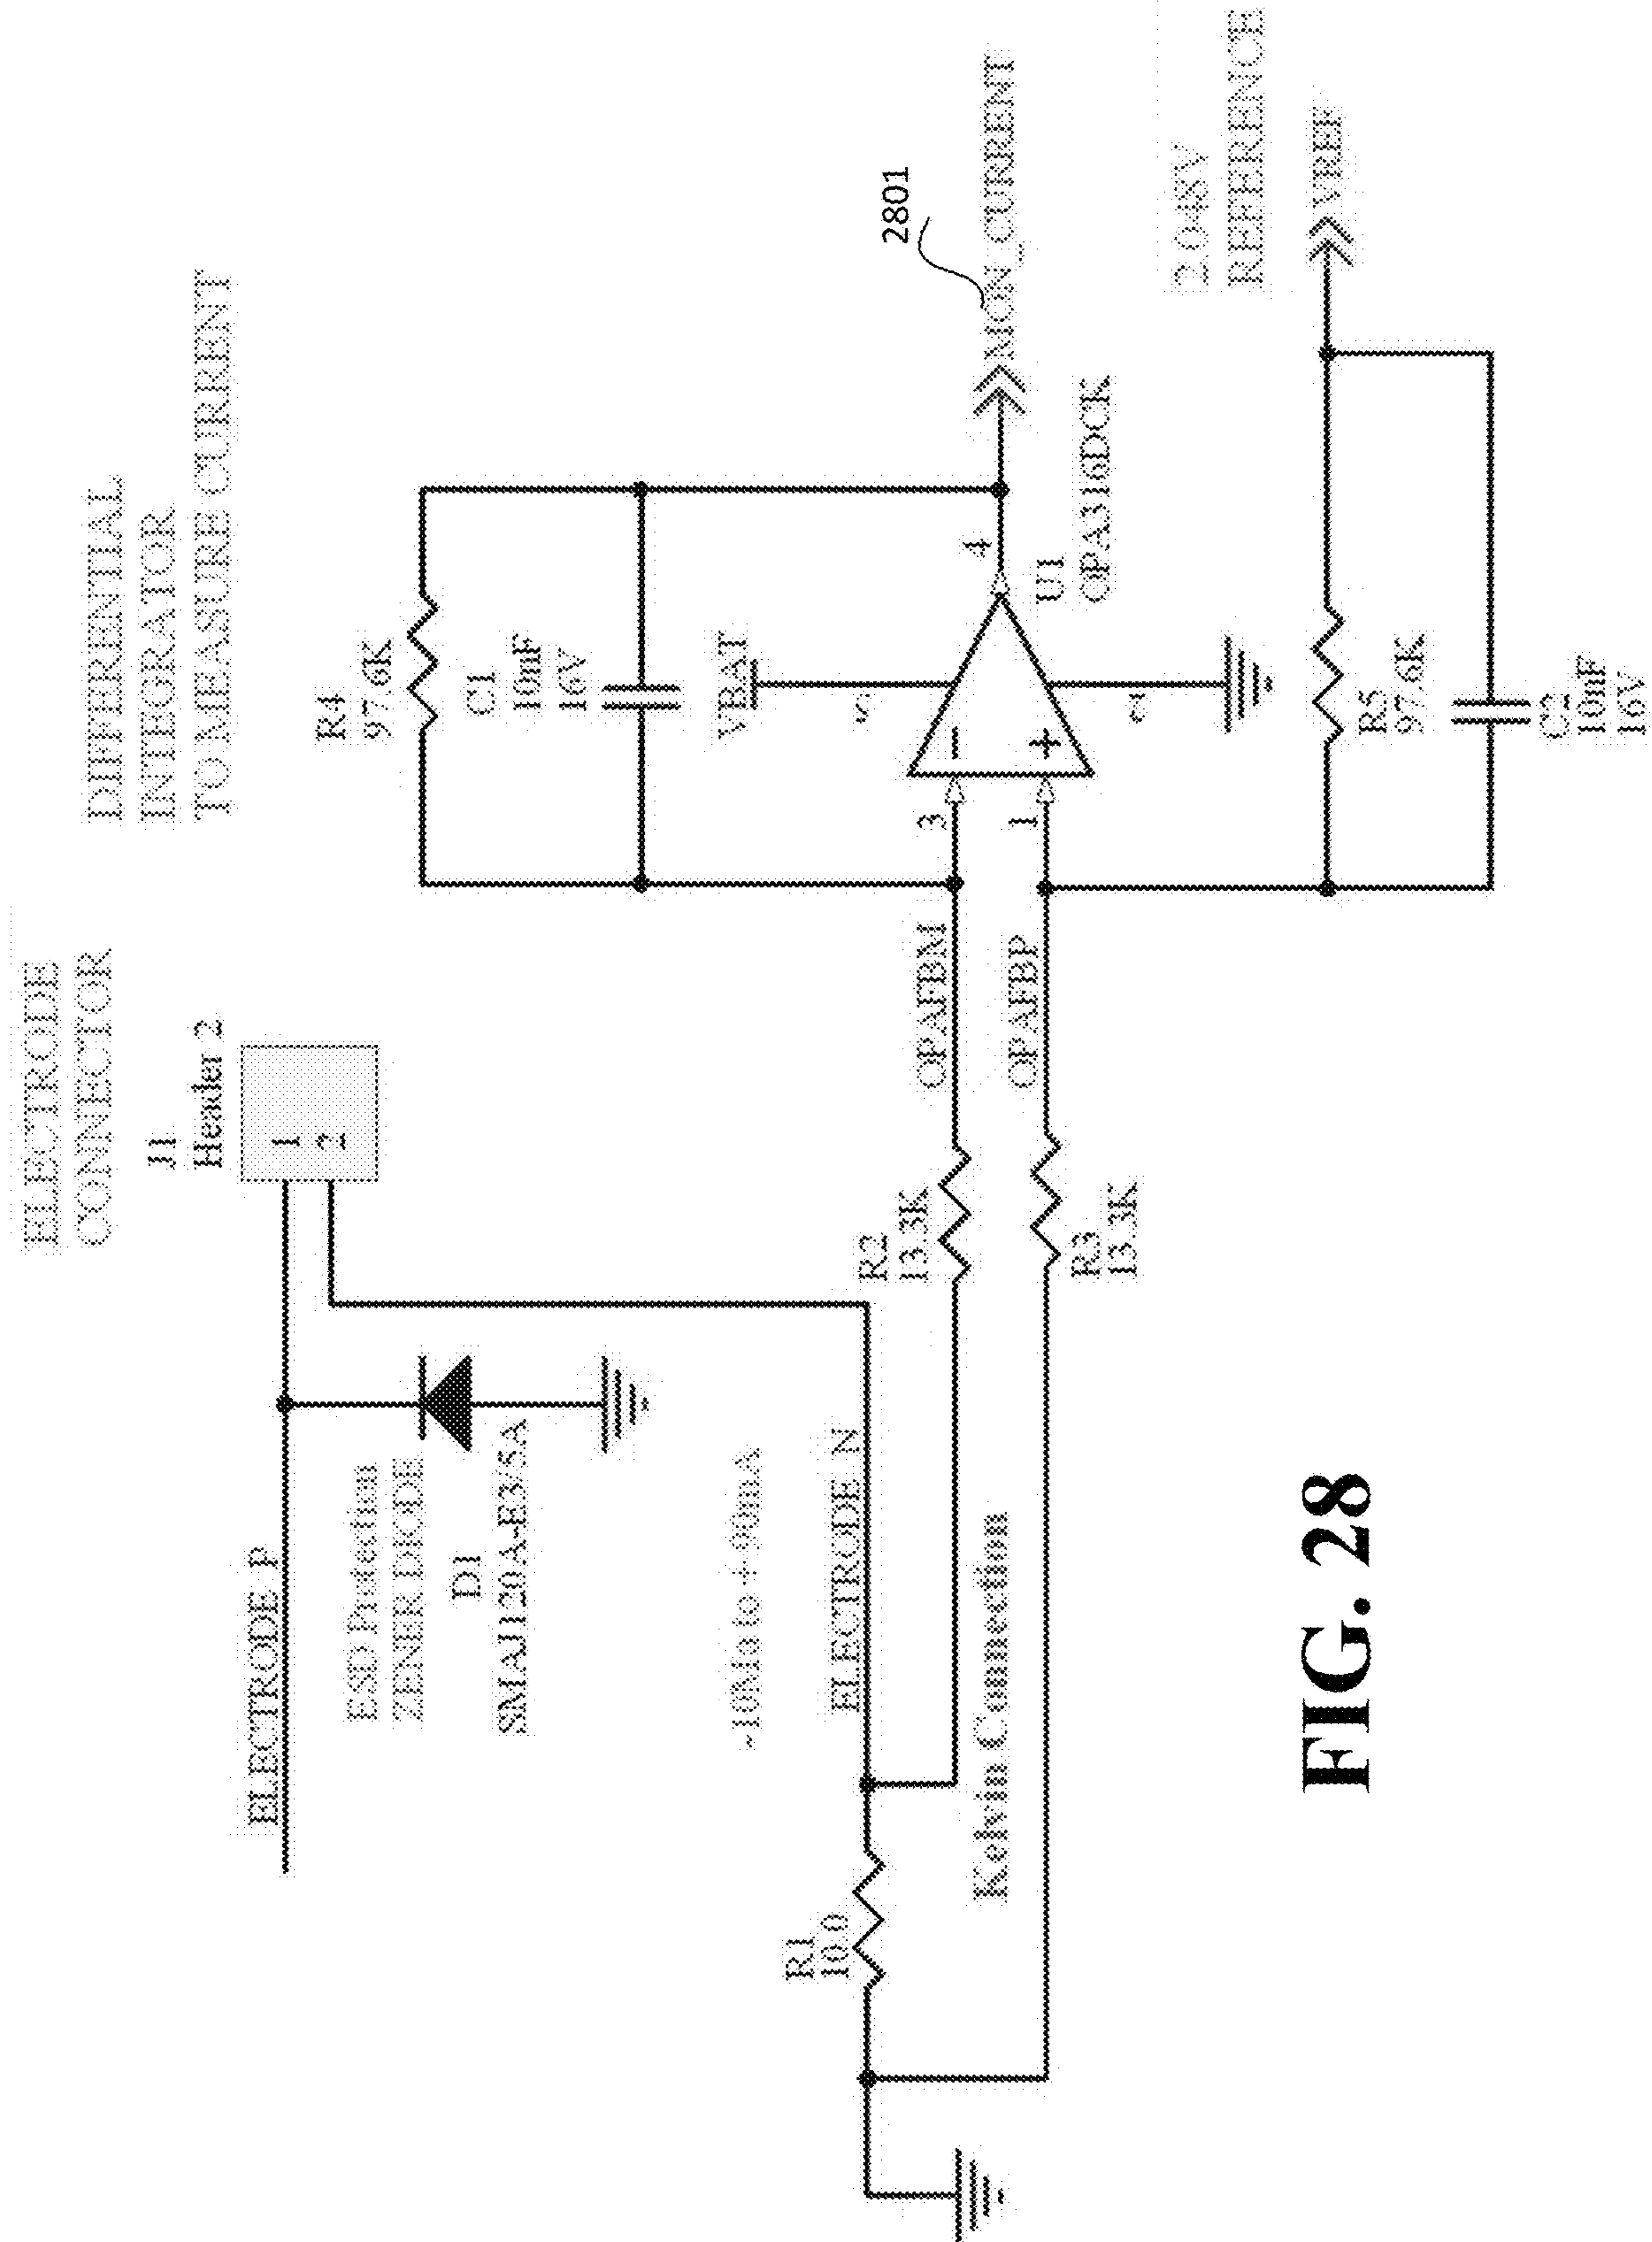 ELECTRODE
CONNECTOR
J1
Header 2
1
2
ELECTRODE_P
ESD Protection
ZENER DIODE
D1
SMAJ120A-E3/5A
DIFFERENTIAL
INTEGRATOR
TO MEASURE CURRENT
R4
97.6K
C1
10nF
16V
VBAT
5
2
3
1
4
U1
OPA316DCK
MON_CURRENT
2801
~10Ma to +-90mA
ELECTRODE_N
R1
10.0
Kelvin Connection
R2
13.3K
R3
13.3K
OPAFBM
OPAFBP
2.048V
REFERENCE
VREF
R5
97.6K
C2
10nF
16V
FIG. 28